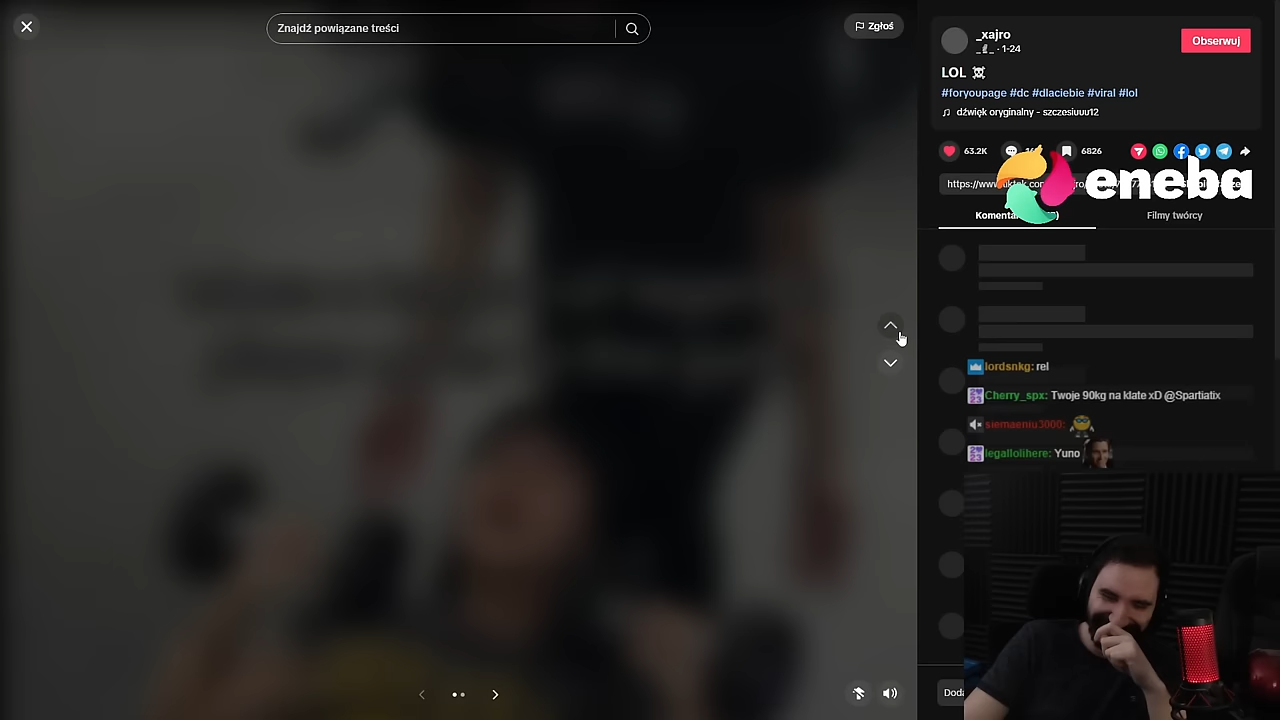 Znajdź powiązane treści
Zgłoś
_xajro
· 1-24
Obserwuj
LOL ☠️
#foryoupage #dc #dlaciebie #viral #lol
♫ dźwięk oryginalny - szczesiuuu12
63.2K
6826
eneba
Filmy twórcy
lordsnkg: rel
Cherry_spx: Twoje 90kg na klate xD @Spartiatix
siemaeniu3000:
legallolihere: Yuno